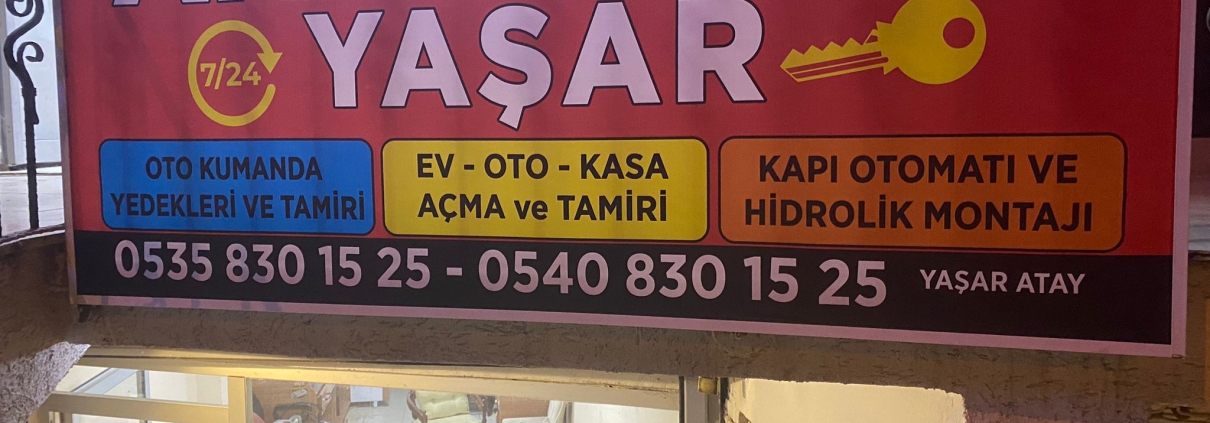 7/24
YAŞAR
OTO KUMANDA
YEDEKLERİ VE TAMİRİ
EV - OTO - KASA
AÇMA ve TAMİRİ
KAPI OTOMATI VE
HİDROLİK MONTAJI
0535 830 15 25 - 0540 830 15 25 YAŞAR ATAY